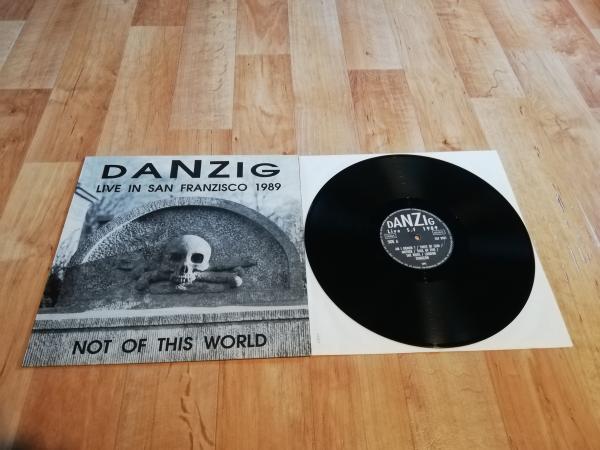 DANZIG
LIVE IN SAN FRANZISCO 1989
NOT OF THIS WORLD
DANZIG
Live S.F 1989
SIDE A